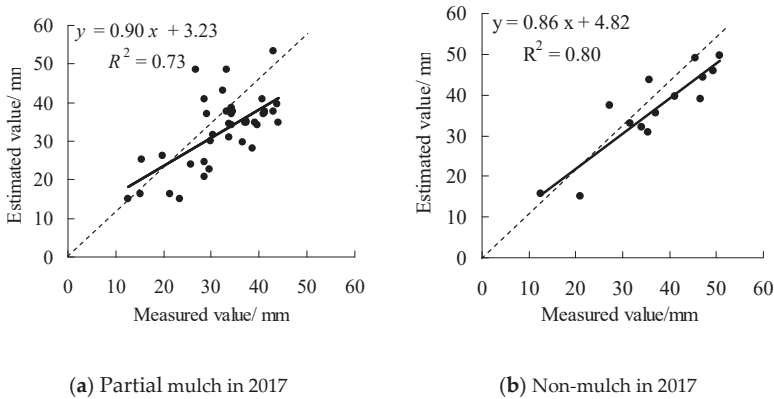 y = 0.90 x + 3.23
R² = 0.73
Estimated value/ mn
60
50
40
30
20
10
0
0 10 20 30 40 50 60
Measured value/ mm
(a) Partial mulch in 2017
y = 0.86 x + 4.82
R² = 0.80
Estimated value/ mn
60
50
40
30
20
10
0
0 10 20 30 40 50 60
Measured value/mm
(b) Non-mulch in 2017